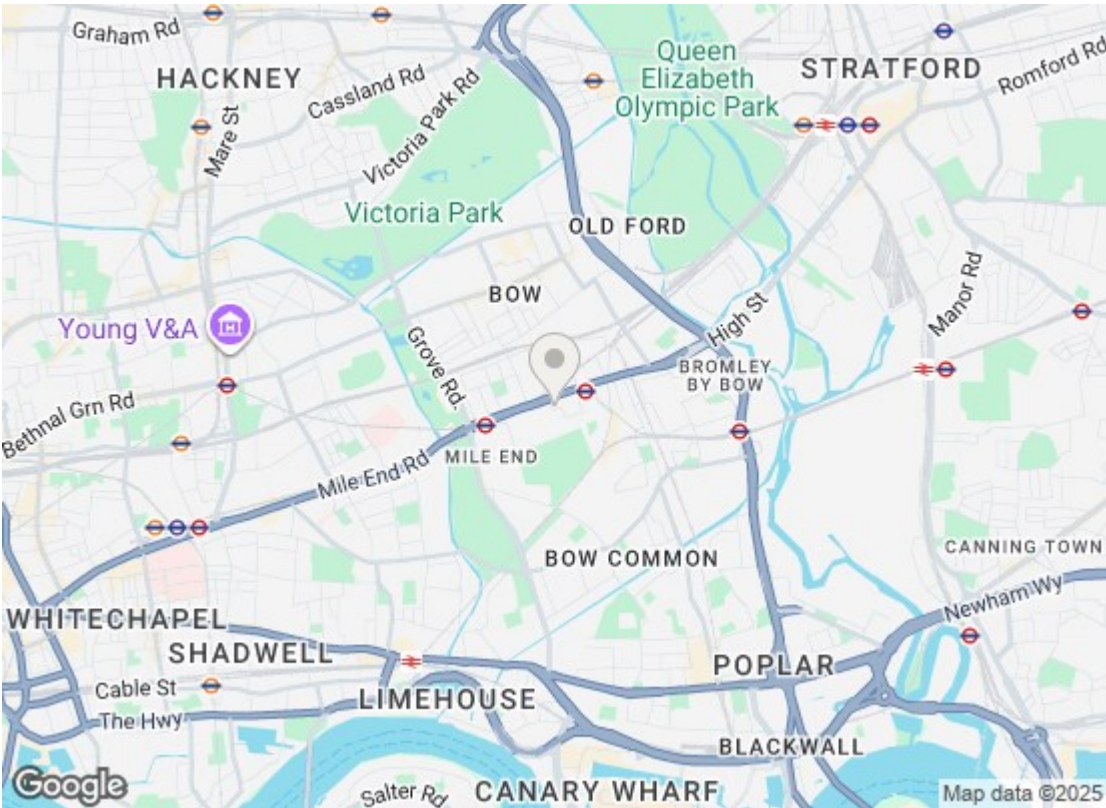 Graham Rd
HACKNEY
Cassland Rd
Mare St
Victoria Park Rd
Queen
Elizabeth
Olympic Park
STRATFORD
Romford Rd
Victoria Park
OLD FORD
BOW
Manor Rd
Young V&A
High St
Grove Rd.
BROMLEY
BY BOW
Bethnal Grn Rd
MILE END
Mile End Rd
BOW COMMON
CANNING TOWN
Newham Wy
WHITECHAPEL
SHADWELL
POPLAR
Cable St
LIMEHOUSE
The Hwy
BLACKWALL
Google
Salter Rd
CANARY WHARF
Map data ©2025